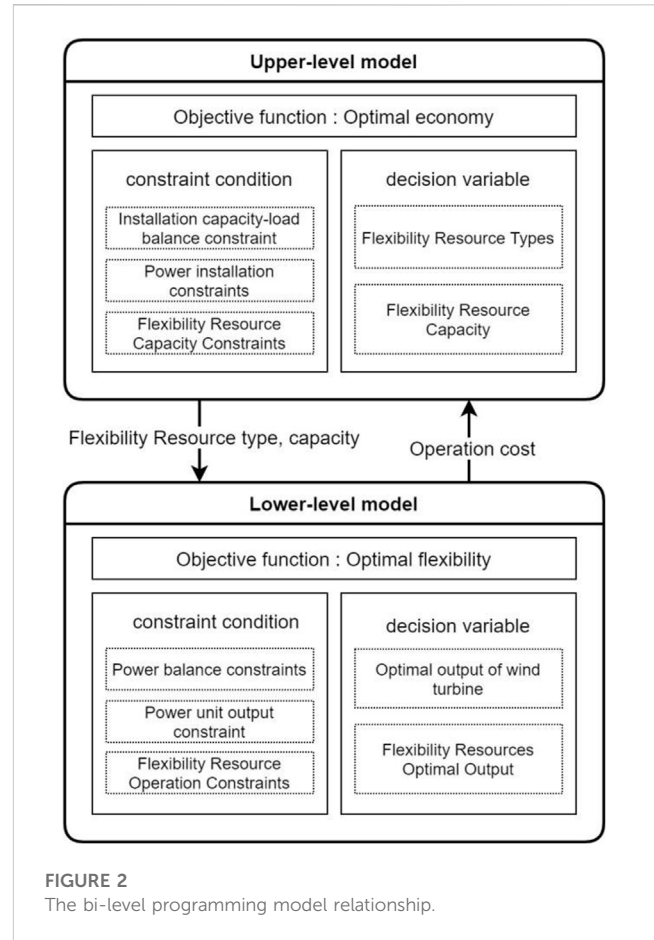 Upper-level model
Objective function : Optimal economy
constraint condition
Installation capacity-load
balance constraint
Power installation
constraints
Flexibility Resource
Capacity Constraints
decision variable
Flexibility Resource Types
Flexibility Resource
Capacity
Flexibility Resource type, capacity
Operation cost
Lower-level model
Objective function : Optimal flexibility
constraint condition
Power balance constraints
Power unit output
constraint
Flexibility Resource
Operation Constraints
decision variable
Optimal output of wind
turbine
Flexibility Resources
Optimal Output
FIGURE 2
The bi-level programming model relationship.